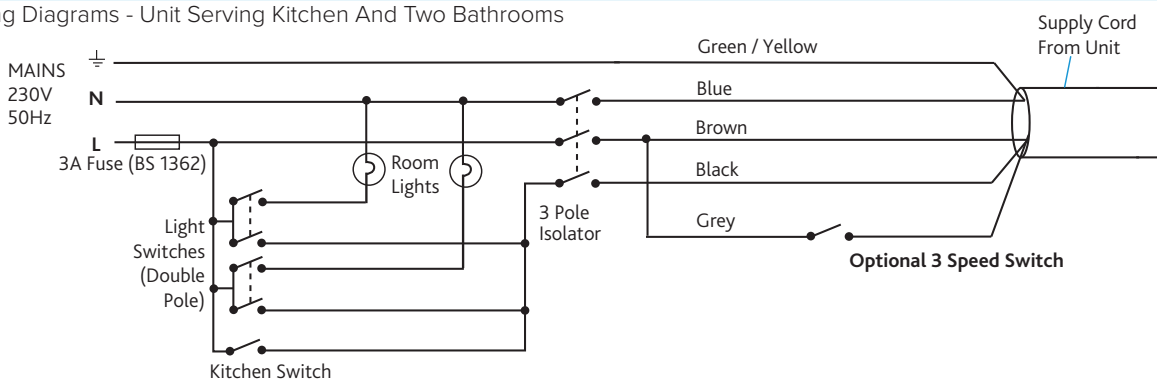 g Diagrams - Unit Serving Kitchen And Two Bathrooms
Supply Cord
From Unit
Green / Yellow
MAINS
230V
50Hz
N
Blue
L
Brown
3A Fuse (BS 1362)
Room
Lights
Black
Light
Switches
(Double
Pole)
3 Pole
Isolator
Grey
Optional 3 Speed Switch
Kitchen Switch